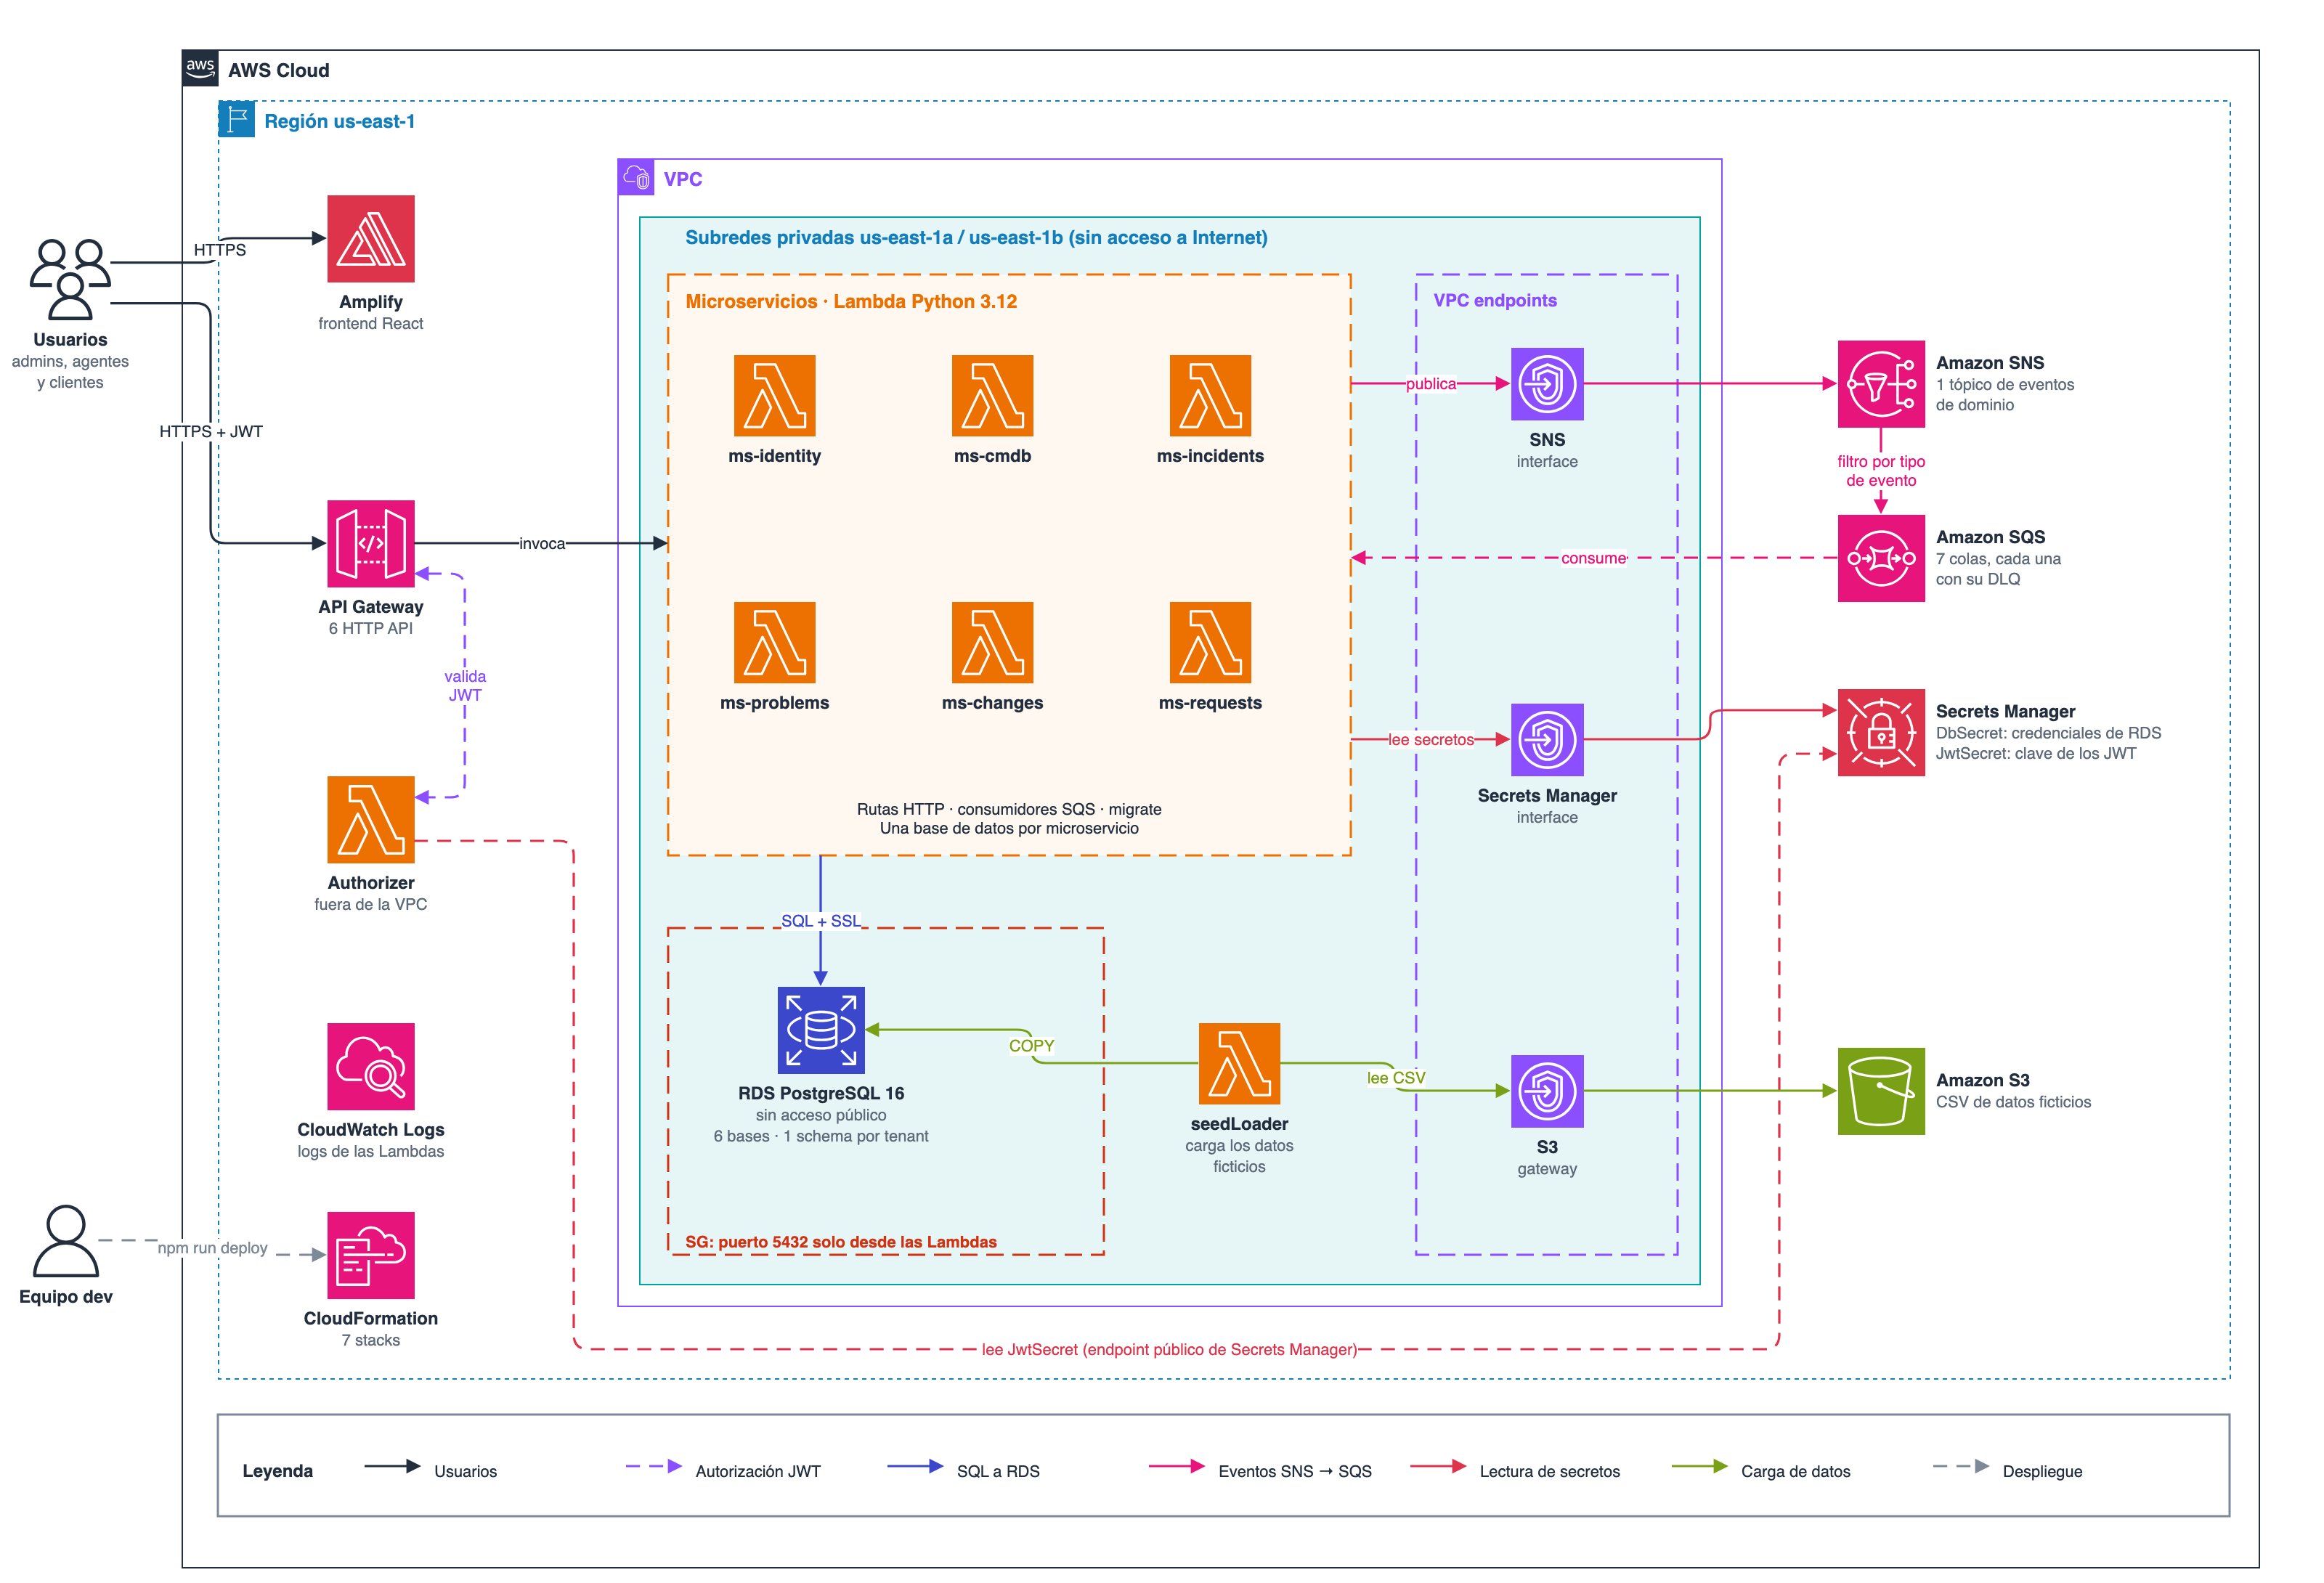 aws
AWS Cloud
Región us-east-1
VPC
Subredes privadas us-east-1a / us-east-1b (sin acceso a Internet)
HTTPS
Usuarios
admins, agentes
y clientes
Amplify
frontend React
HTTPS + JWT
API Gateway
6 HTTP API
invoca
valida
JWT
Authorizer
fuera de la VPC
CloudWatch Logs
logs de las Lambdas
Equipo dev
npm run deploy
CloudFormation
7 stacks
Microservicios · Lambda Python 3.12
ms-identity
ms-cmdb
ms-incidents
ms-problems
ms-changes
ms-requests
Rutas HTTP · consumidores SQS · migrate
Una base de datos por microservicio
SQL + SSL
RDS PostgreSQL 16
sin acceso público
6 bases · 1 schema por tenant
SG: puerto 5432 solo desde las Lambdas
COPY
seedLoader
carga los datos
ficticios
lee CSV
VPC endpoints
publica
SNS
interface
consume
lee secretos
Secrets Manager
interface
S3
gateway
Amazon SNS
1 tópico de eventos
de dominio
filtro por tipo
de evento
Amazon SQS
7 colas, cada una
con su DLQ
Secrets Manager
DbSecret: credenciales de RDS
JwtSecret: clave de los JWT
Amazon S3
CSV de datos ficticios
lee JwtSecret (endpoint público de Secrets Manager)
Leyenda
Usuarios
Autorización JWT
SQL a RDS
Eventos SNS → SQS
Lectura de secretos
Carga de datos
Despliegue